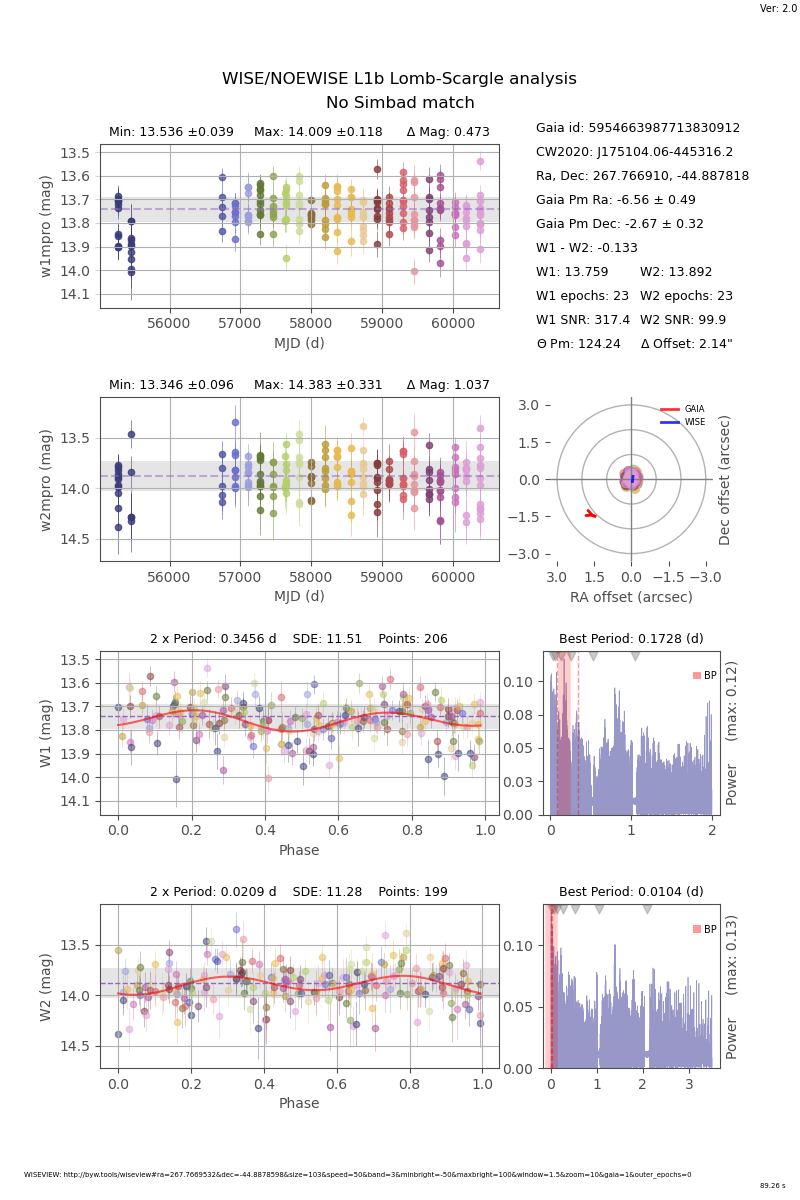 Ver: 2.0
WISE/NOEWISE L1b Lomb-Scargle analysis
No Simbad match
Min: 13.536 ±0.039 Max: 14.009 ±0.118 Δ Mag: 0.473
13.5
13.6
13.7
13.8
13.9
14.0
14.1
w1mpro (mag)
56000 57000 58000 59000 60000
MJD (d)
Gaia id: 5954663987713830912
CW2020: J175104.06-445316.2
Ra, Dec: 267.766910, -44.887818
Gaia Pm Ra: -6.56 ± 0.49
Gaia Pm Dec: -2.67 ± 0.32
W1 - W2: -0.133
W1: 13.759 W2: 13.892
W1 epochs: 23 W2 epochs: 23
W1 SNR: 317.4 W2 SNR: 99.9
Θ Pm: 124.24 Δ Offset: 2.14"
Min: 13.346 ±0.096 Max: 14.383 ±0.331 Δ Mag: 1.037
13.5
14.0
14.5
w2mpro (mag)
56000 57000 58000 59000 60000
MJD (d)
GAIA
WISE
3.0
1.5
0.0
−1.5
−3.0
3.0 1.5 0.0 −1.5 −3.0
RA offset (arcsec)
Dec offset (arcsec)
2 x Period: 0.3456 d SDE: 11.51 Points: 206
13.5
13.6
13.7
13.8
13.9
14.0
14.1
W1 (mag)
0.0 0.2 0.4 0.6 0.8 1.0
Phase
Best Period: 0.1728 (d)
BP
0.10
0.08
0.05
0.03
0.00
0 1 2
Power (max: 0.12)
2 x Period: 0.0209 d SDE: 11.28 Points: 199
13.5
14.0
14.5
W2 (mag)
0.0 0.2 0.4 0.6 0.8 1.0
Phase
Best Period: 0.0104 (d)
BP
0.10
0.05
0.00
0 1 2 3
Power (max: 0.13)
WISEVIEW: http://byw.tools/wiseview#ra=267.7669532&dec=-44.8878598&size=103&speed=50&band=3&minbright=-50&maxbright=100&window=1.5&zoom=10&gaia=1&outer_epochs=0
89.26 s